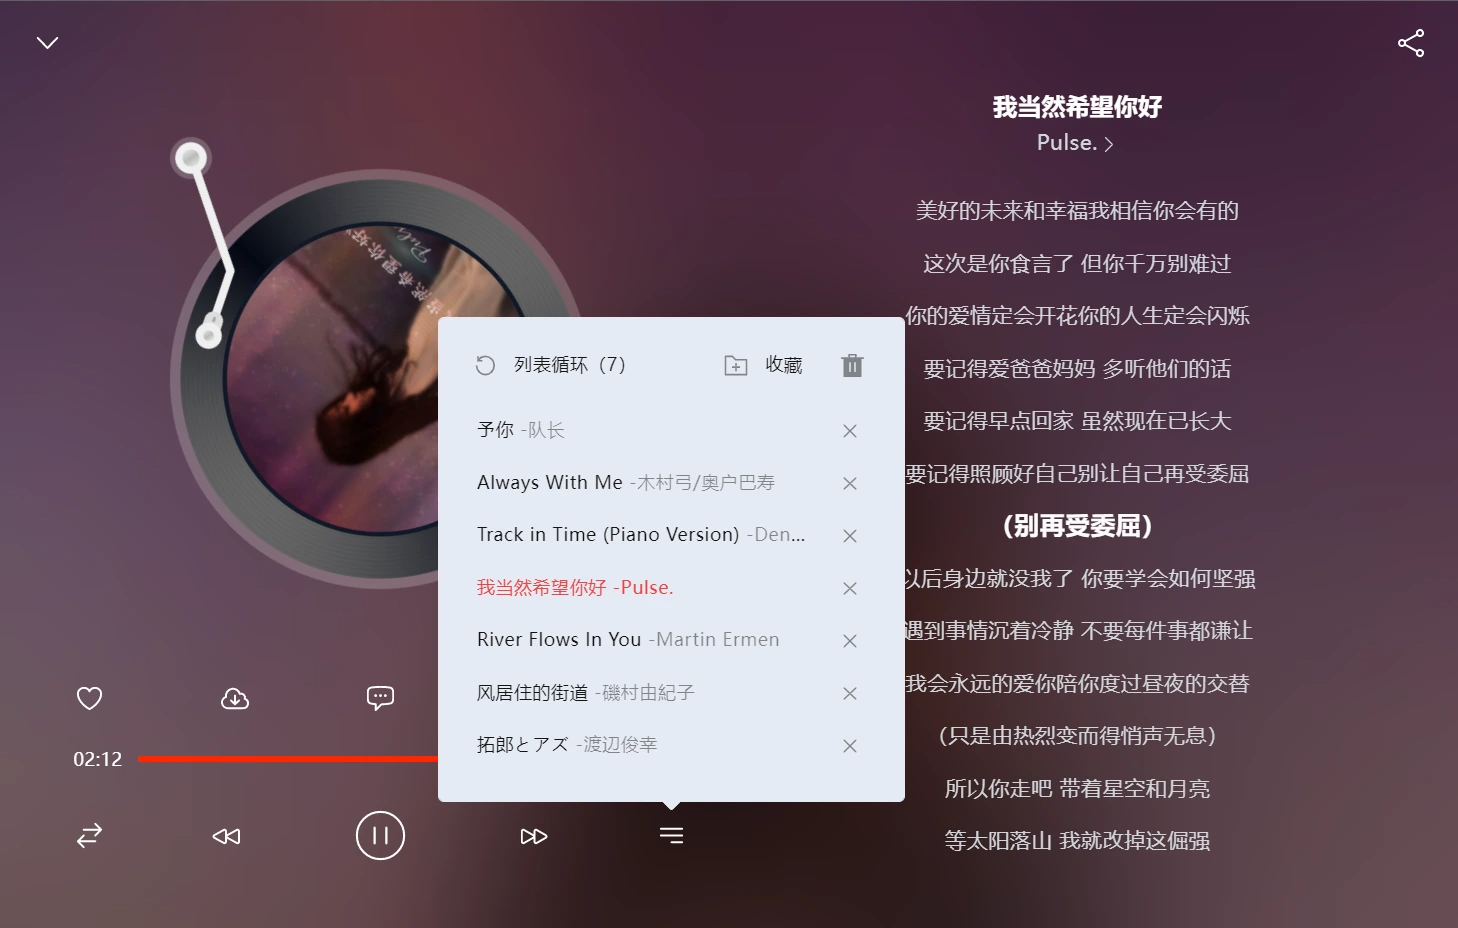 我当然希望你好
Pulse.
美好的未来和幸福我相信你会有的
这次是你食言了 但你千万别难过
你的爱情定会开花你的人生定会闪烁
要记得爱爸爸妈妈 多听他们的话
要记得早点回家 虽然现在已长大
要记得照顾好自己别让自己再受委屈
（别再受委屈）
以后身边就没我了 你要学会如何坚强
遇到事情沉着冷静 不要每件事都谦让
我会永远的爱你陪你度过昼夜的交替
（只是由热烈变而得悄声无息）
所以你走吧 带着星空和月亮
等太阳落山 我就改掉这倔强
当然希望你好
Puls
列表循环（7） 收藏
予你 -队长
Always With Me -木村弓/奥户巴寿
Track in Time (Piano Version) -Den...
我当然希望你好 -Pulse.
River Flows In You -Martin Ermen
风居住的街道 -磯村由紀子
拓郎とアズ -渡辺俊幸
02:12